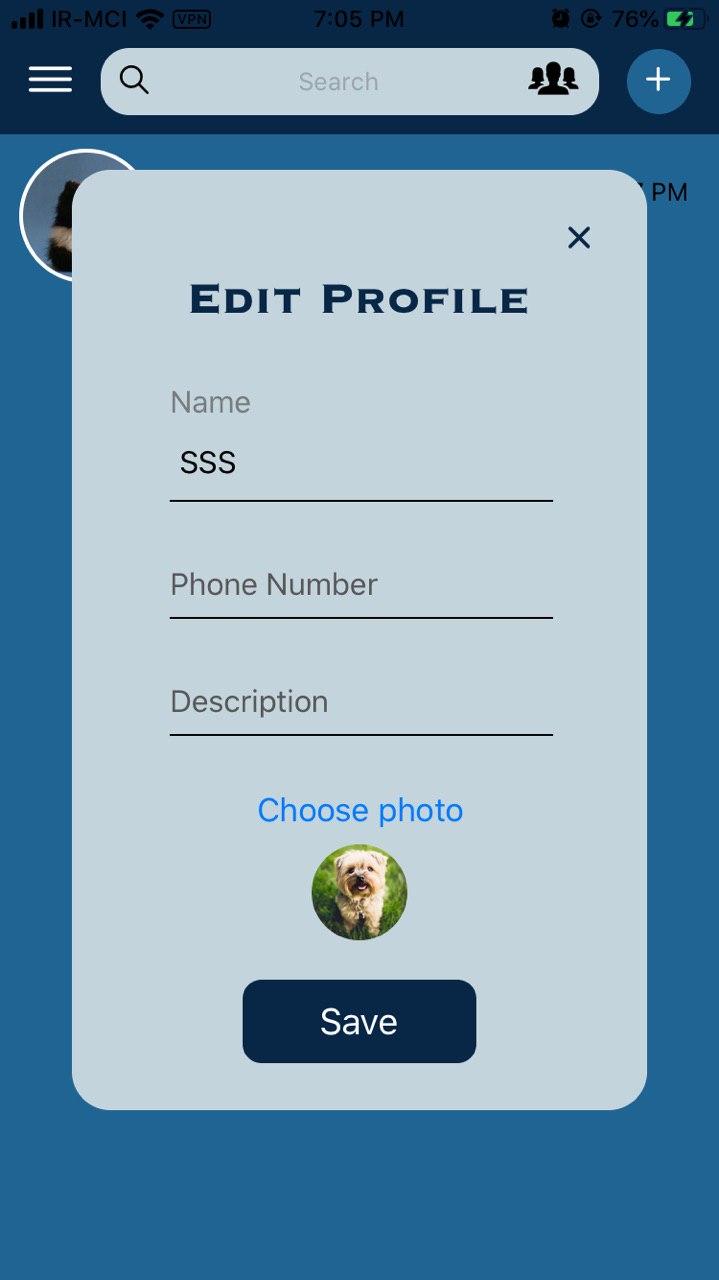 IR-MCI VPN 7:05 PM 76%
Search
PM
Edit Profile
Name
SSS
Phone Number
Description
Choose photo
Save